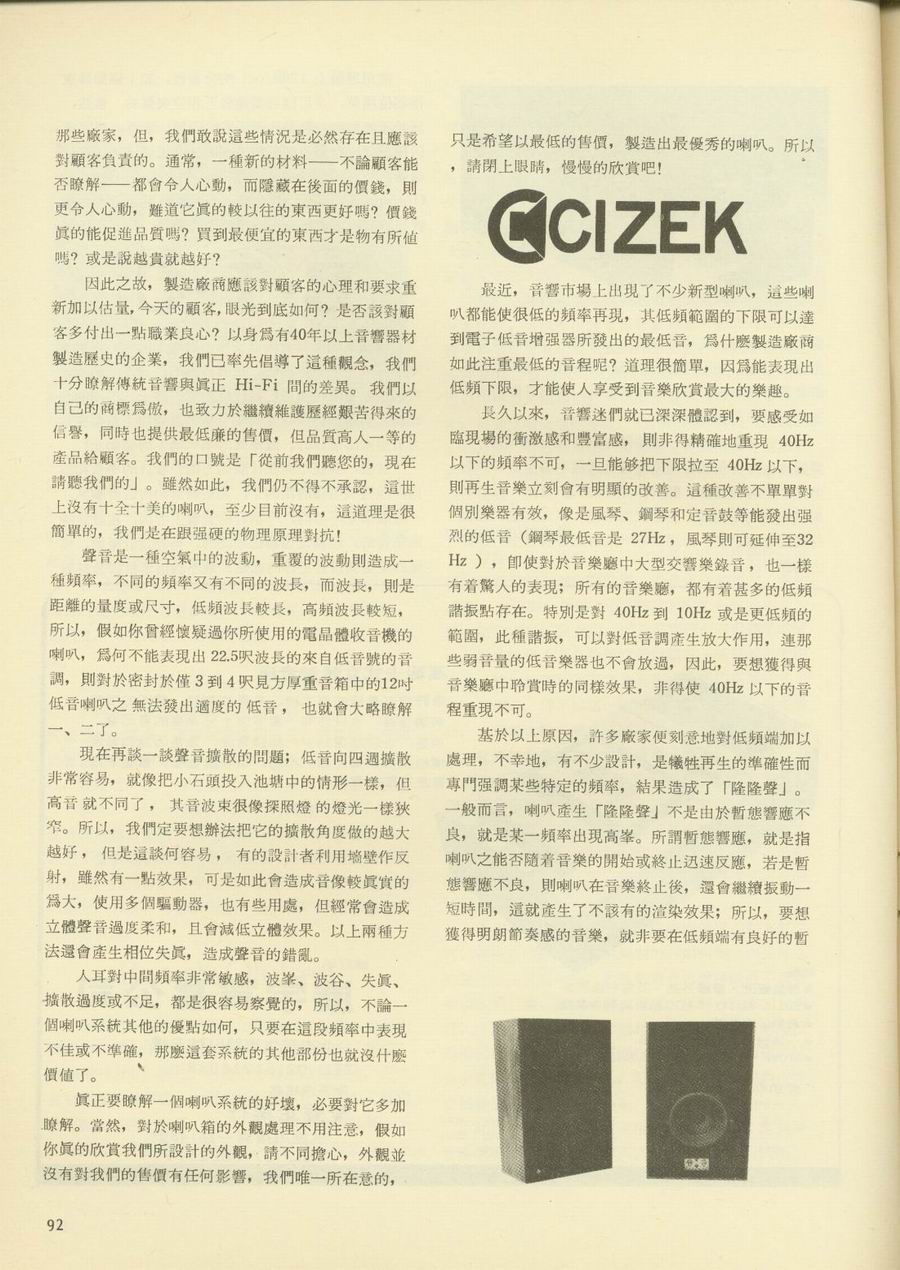 那些廠家，但，我們敢說這些情況是必然存在且應該
對顧客負責的。通常，一種新的材料——不論顧客能
否瞭解——都會令人心動，而隱藏在後面的價錢，則
更令人心動，難道它眞的較以往的東西更好嗎？價錢
眞的能促進品質嗎？買到最便宜的東西才是物有所値
嗎？或是說越貴就越好？
因此之故，製造廠商應該對顧客的心理和要求重
新加以估量，今天的顧客，眼光到底如何？是否該對顧
客多付出一點職業良心？以身爲有40年以上音響器材
製造歷史的企業，我們已率先倡導了這種觀念，我們
十分瞭解傳統音響與眞正 Hi-Fi 間的差異。我們以
自己的商標爲傲，也致力於繼續維護歷經艱苦得來的
信譽，同時也提供最低廉的售價，但品質高人一等的
產品給顧客。我們的口號是「從前我們聽您的，現在
請聽我們的」。雖然如此，我們仍不得不承認，這世
上沒有十全十美的喇叭，至少目前沒有，這道理是很
簡單的，我們是在跟强硬的物理原理對抗！
聲音是一種空氣中的波動，重覆的波動則造成一
種頻率，不同的頻率又有不同的波長，而波長，則是
距離的量度或尺寸，低頻波長較長，高頻波長較短，
所以，假如你曾經懷疑過你所使用的電晶體收音機的
喇叭，爲何不能表現出 22.5呎波長的來自低音號的音
調，則對於密封於僅 3 到 4 呎見方厚重音箱中的12吋
低音喇叭之無法發出適度的低音，也就會大略瞭解
一、二了。
現在再談一談聲音擴散的問題；低音向四週擴散
非常容易，就像把小石頭投入池塘中的情形一樣，但
高音就不同了，其音波束很像探照燈的燈光一樣狹
窄。所以，我們定要想辦法把它的擴散角度做的越大
越好，但是這談何容易，有的設計者利用墻壁作反
射，雖然有一點效果，可是如此會造成音像較眞實的
爲大，使用多個驅動器，也有些用處，但經常會造成
立體聲音過度柔和，且會減低立體效果。以上兩種方
法還會產生相位失眞，造成聲音的錯亂。
人耳對中間頻率非常敏感，波峯、波谷、失眞、
擴散過度或不足，都是很容易察覺的，所以，不論一
個喇叭系統其他的優點如何，只要在這段頻率中表現
不佳或不準確，那麽這套系統的其他部份也就沒什麽
價値了。
眞正要瞭解一個喇叭系統的好壞，必要對它多加
瞭解。當然，對於喇叭箱的外觀處理不用注意，假如
你眞的欣賞我們所設計的外觀，請不同擔心，外觀並
沒有對我們的售價有任何影響，我們唯一所在意的，
只是希望以最低的售價，製造出最優秀的喇叭。所以
，請閉上眼睛，慢慢的欣賞吧！
CIZEK
最近，音響市場上出現了不少新型喇叭，這些喇
叭都能使很低的頻率再現，其低頻範圍的下限可以達
到電子低音增强器所發出的最低音，爲什麽製造廠商
如此注重最低的音程呢？道理很簡單，因爲能表現出
低頻下限，才能使人享受到音樂欣賞最大的樂趣。
長久以來，音響迷們就已深深體認到，要感受如
臨現場的衝激感和豐富感，則非得精確地重現 40Hz
以下的頻率不可，一旦能够把下限拉至 40Hz 以下，
則再生音樂立刻會有明顯的改善。這種改善不單單對
個別樂器有效，像是風琴、鋼琴和定音鼓等能發出强
烈的低音（鋼琴最低音是 27Hz，風琴則可延伸至32
Hz ），卽使對於音樂廳中大型交響樂錄音，也一樣
有着驚人的表現；所有的音樂廳，都有着甚多的低頻
諧振點存在。特別是對 40Hz 到 10Hz 或是更低頻的
範圍，此種諧振，可以對低音調產生放大作用，連那
些弱音量的低音樂器也不會放過，因此，要想獲得與
音樂廳中聆賞時的同樣效果，非得使 40Hz 以下的音
程重現不可。
基於以上原因，許多廠家便刻意地對低頻端加以
處理，不幸地，有不少設計，是犧牲再生的準確性而
專門强調某些特定的頻率，結果造成了「隆隆聲」。
一般而言，喇叭產生「隆隆聲」不是由於暫態響應不
良，就是某一頻率出現高峯。所謂暫態響應，就是指
喇叭之能否隨着音樂的開始或終止迅速反應，若是暫
態響應不良，則喇叭在音樂終止後，還會繼續振動一
短時間，這就產生了不該有的渲染效果；所以，要想
獲得明朗節奏感的音樂，就非要在低頻端有良好的暫
92